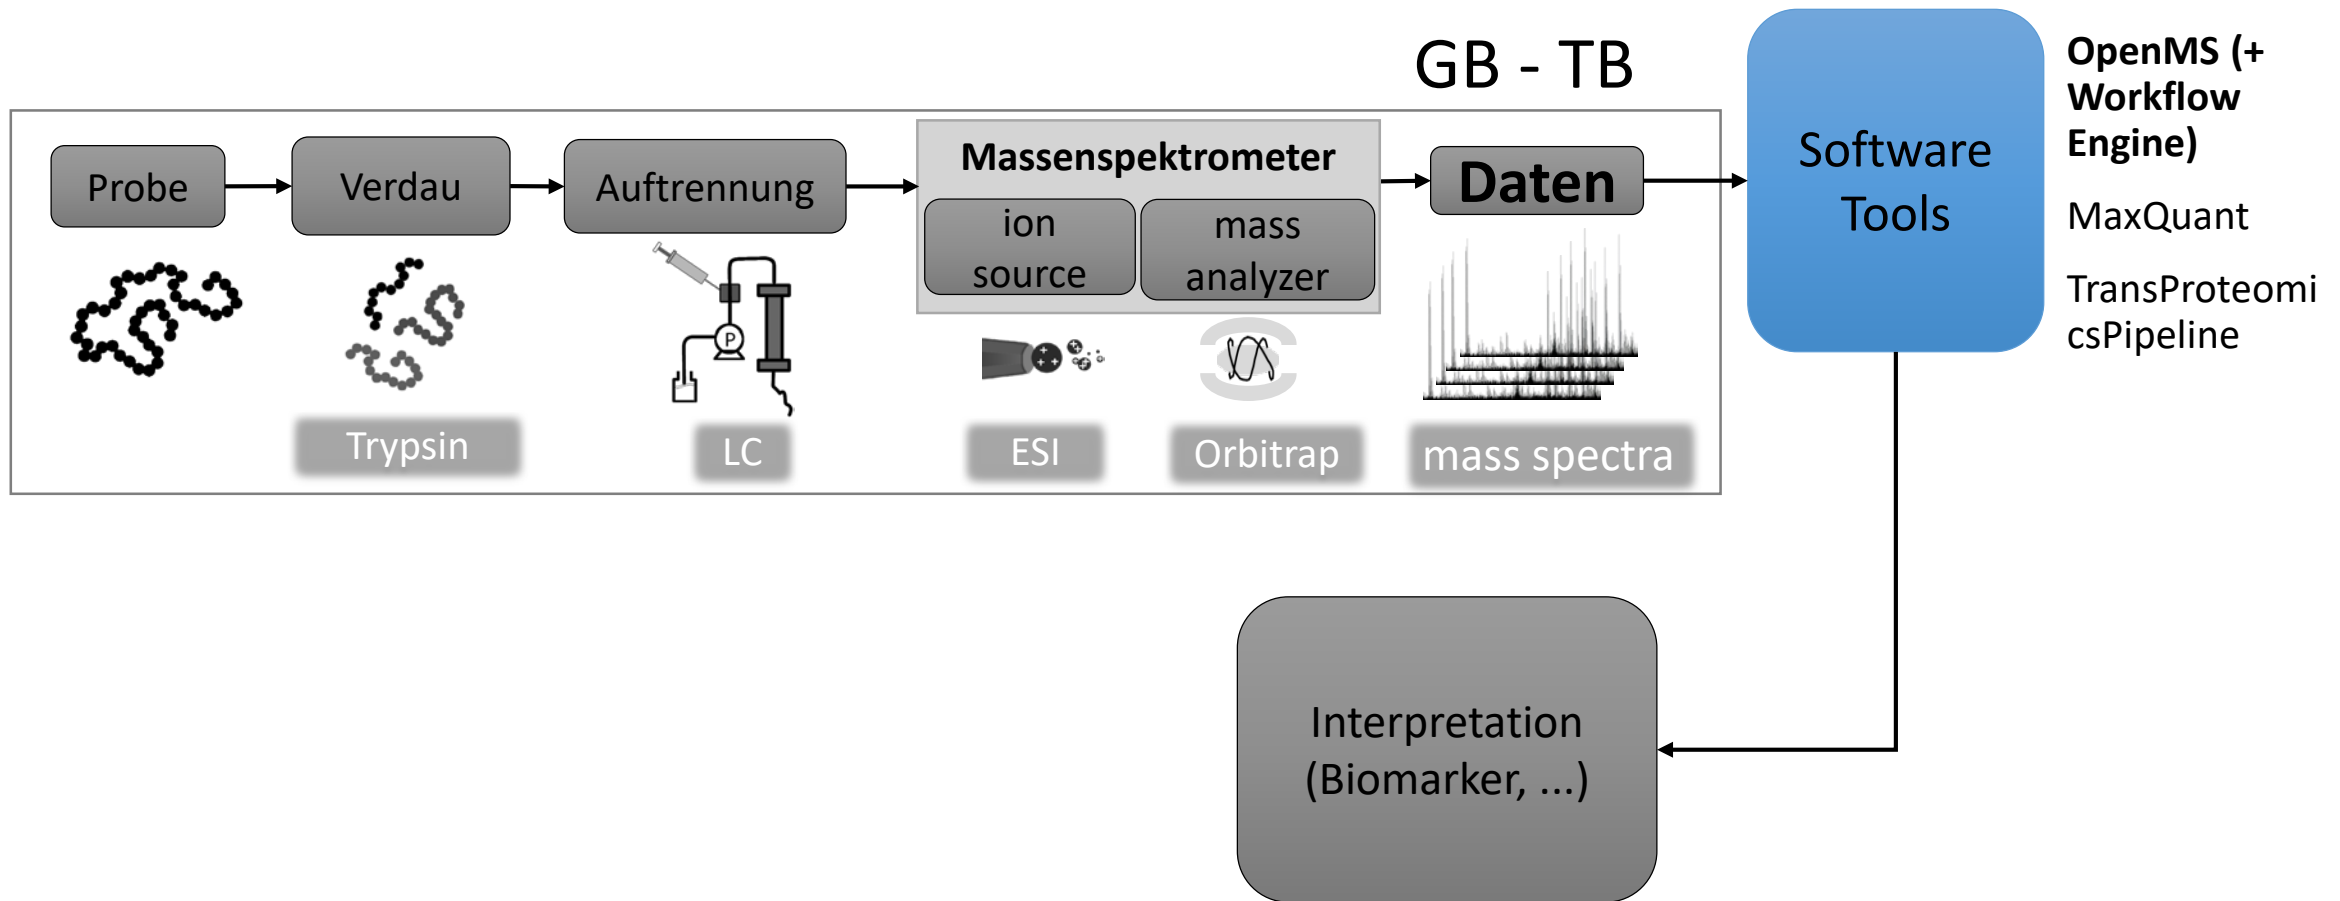 GB - TB
Probe
Verdau
Auftrennung
Massenspektrometer
ion
source
mass
analyzer
Daten
P
Trypsin
LC
ESI
Orbitrap
mass spectra
Software
Tools
OpenMS (+
Workflow
Engine)
MaxQuant
TransProteomi
csPipeline
Interpretation
(Biomarker, ...)